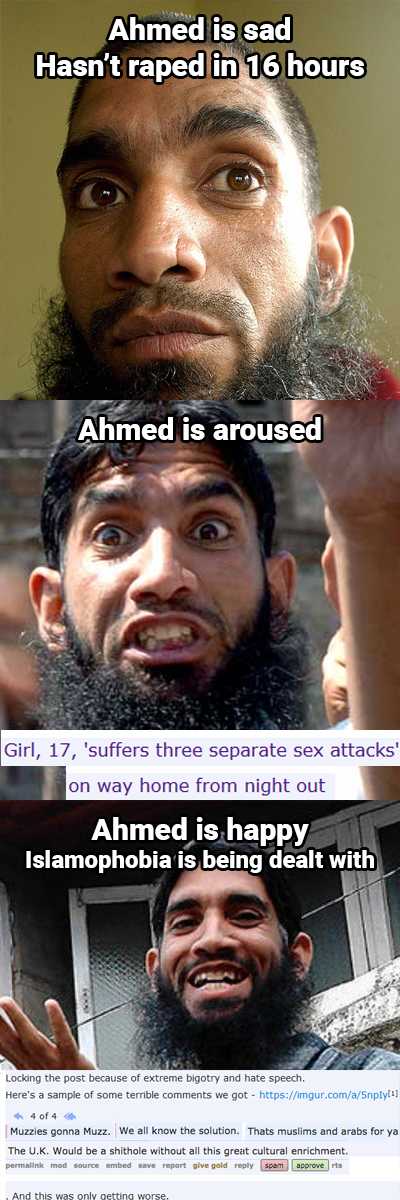 Ahmed is sad
Hasn't raped in 16 hours
Ahmed is aroused
Girl, 17, 'suffers three separate sex attacks'
on way home from night out
Ahmed is happy
Islamophobia is being dealt with
Locking the post because of extreme bigotry and hate speech.
Here's a sample of some terrible comments we got - https://imgur.com/a/5npIy[1]
4 of 4
Muzzies gonna Muzz. We all know the solution. Thats muslims and arabs for ya
The U.K. Would be a shithole without all this great cultural enrichment.
permalink mod source embed save report give gold reply spam approve rts
. And this was only getting worse.